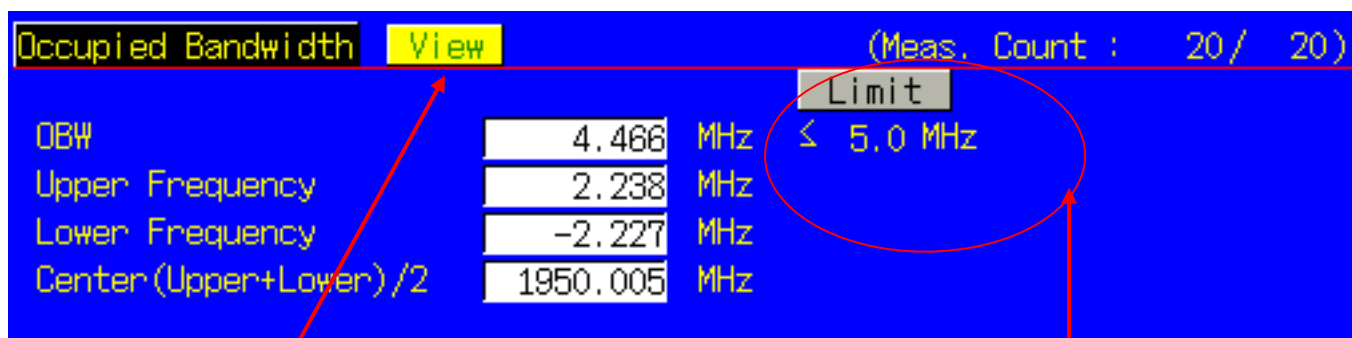 Occupied Bandwidth View (Meas. Count : 20/ 20)
Limit
OBW 4.466 MHz ≤ 5.0 MHz
Upper Frequency 2.238 MHz
Lower Frequency -2.227 MHz
Center(Upper+Lower)/2 1950.005 MHz